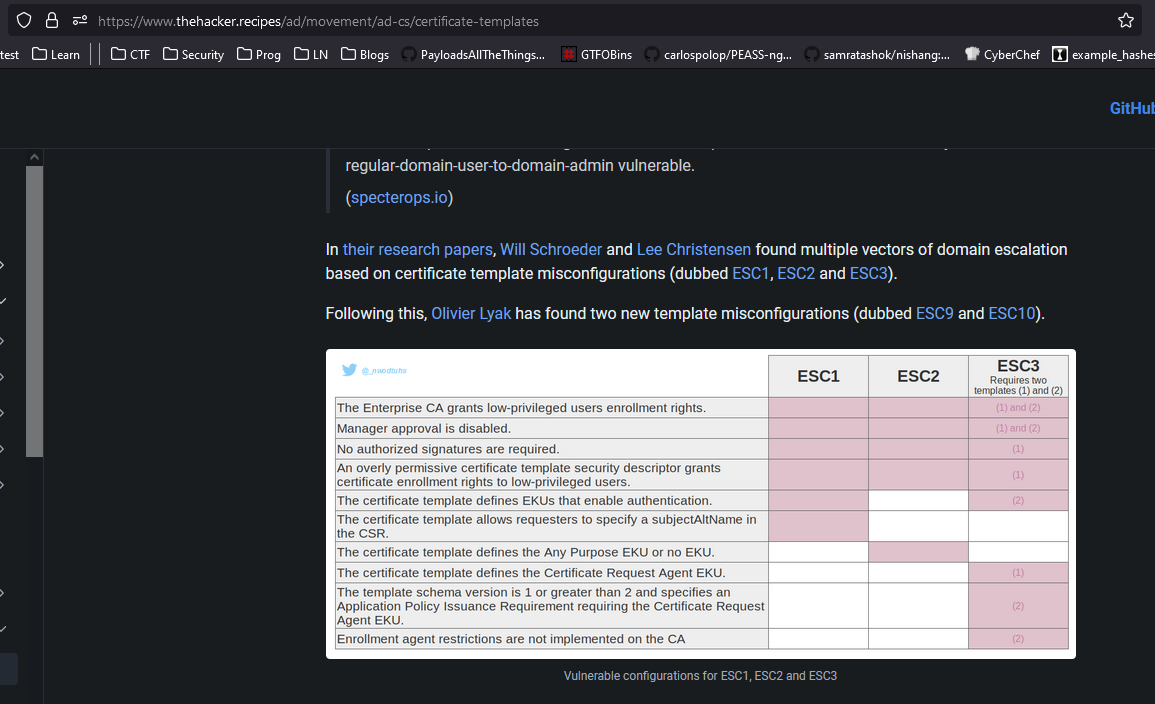 https://www.thehacker.recipes/ad/movement/ad-cs/certificate-templates
test Learn CTF Security Prog LN Blogs PayloadsAllTheThings... GTFOBins carlospolop/PEASS-ng... samratashok/nishang:... CyberChef example_hashes
GitHub
regular-domain-user-to-domain-admin vulnerable.
(specterops.io)
In their research papers, Will Schroeder and Lee Christensen found multiple vectors of domain escalation
based on certificate template misconfigurations (dubbed ESC1, ESC2 and ESC3).
Following this, Olivier Lyak has found two new template misconfigurations (dubbed ESC9 and ESC10).
@_nwodtuhs
ESC1 ESC2 ESC3
Requires two
templates (1) and (2)
The Enterprise CA grants low-privileged users enrollment rights. (1) and (2)
Manager approval is disabled. (1) and (2)
No authorized signatures are required. (1)
An overly permissive certificate template security descriptor grants
certificate enrollment rights to low-privileged users. (1)
The certificate template defines EKUs that enable authentication. (2)
The certificate template allows requesters to specify a subjectAltName in
the CSR.
The certificate template defines the Any Purpose EKU or no EKU.
The certificate template defines the Certificate Request Agent EKU. (1)
The template schema version is 1 or greater than 2 and specifies an
Application Policy Issuance Requirement requiring the Certificate Request (2)
Agent EKU.
Enrollment agent restrictions are not implemented on the CA (2)
Vulnerable configurations for ESC1, ESC2 and ESC3